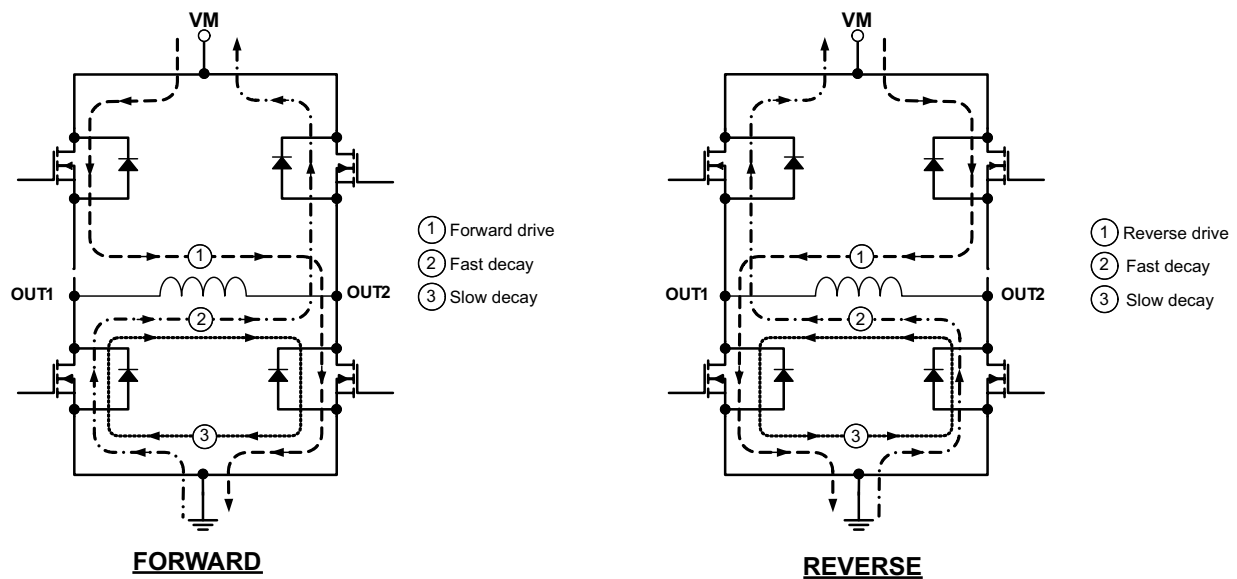 VM
1
OUT1
OUT2
2
3
1 Forward drive
2 Fast decay
3 Slow decay
FORWARD
VM
1
OUT1
OUT2
2
3
1 Reverse drive
2 Fast decay
3 Slow decay
REVERSE